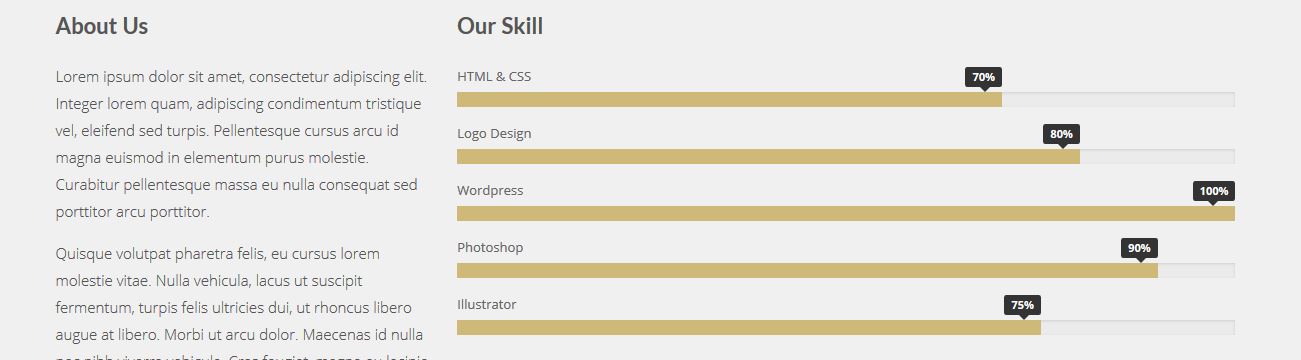 About Us
Lorem ipsum dolor sit amet, consectetur adipiscing elit.
Integer lorem quam, adipiscing condimentum tristique
vel, eleifend sed turpis. Pellentesque cursus arcu id
magna euismod in elementum purus molestie.
Curabitur pellentesque massa eu nulla consequat sed
porttitor arcu porttitor.
Quisque volutpat pharetra felis, eu cursus lorem
molestie vitae. Nulla vehicula, lacus ut suscipit
fermentum, turpis felis ultricies dui, ut rhoncus libero
augue at libero. Morbi ut arcu dolor. Maecenas id nulla
Our Skill
HTML & CSS
70%
Logo Design
80%
Wordpress
100%
Photoshop
90%
Illustrator
75%